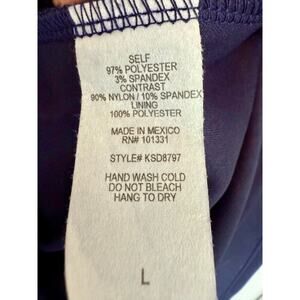 SELF
97% POLYESTER
3% SPANDEX
CONTRAST
90% NYLON / 10% SPANDEX
LINING
100% POLYESTER
MADE IN MEXICO
RN# 101331
STYLE# KSD8797
HAND WASH COLD
DO NOT BLEACH
HANG TO DRY
L